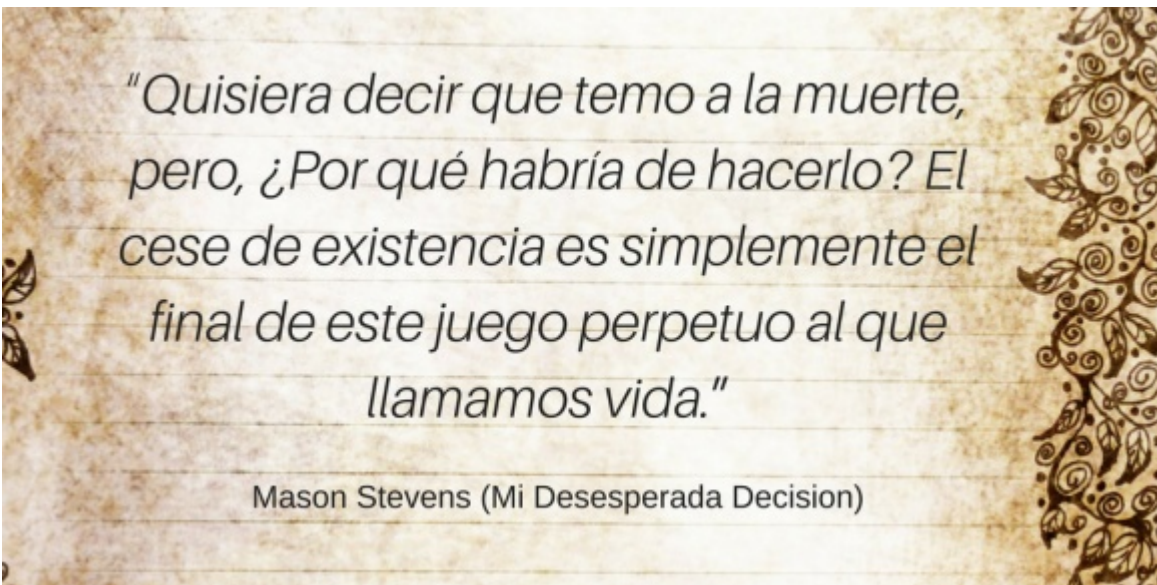 "Quisiera decir que temo a la muerte,
pero, ¿Por qué habría de hacerlo? El
cese de existencia es simplemente el
final de este juego perpetuo al que
llamamos vida."
Mason Stevens (Mi Desesperada Decision)